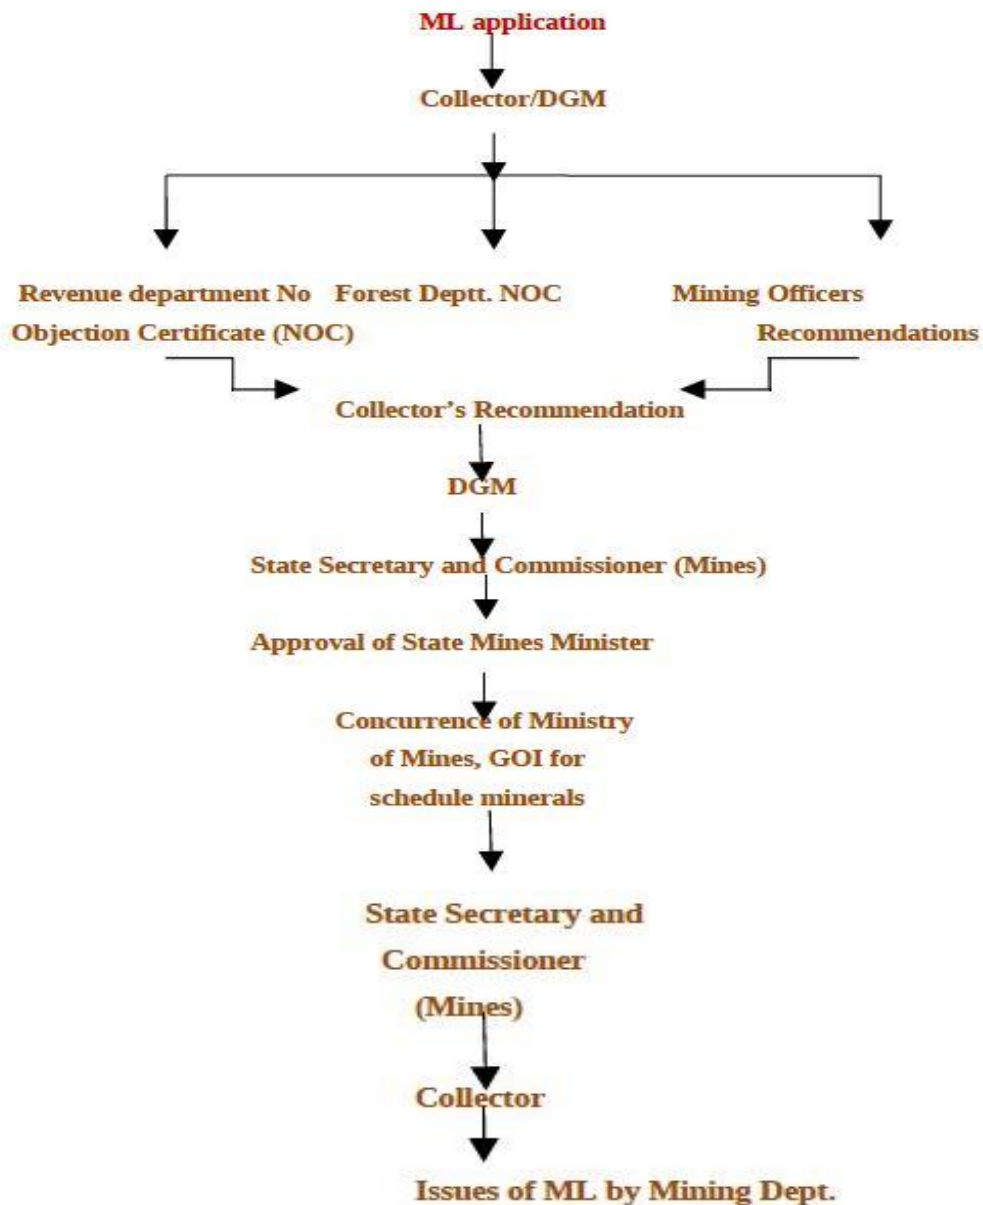 ML application
Collector/DGM
Revenue department No Forest Deptt. NOC Mining Officers
Objection Certificate (NOC) Recommendations
Collector’s Recommendation
DGM
State Secretary and Commissioner (Mines)
Approval of State Mines Minister
Concurrence of Ministry
of Mines, GOI for
schedule minerals
State Secretary and
Commissioner
(Mines)
Collector
Issues of ML by Mining Dept.